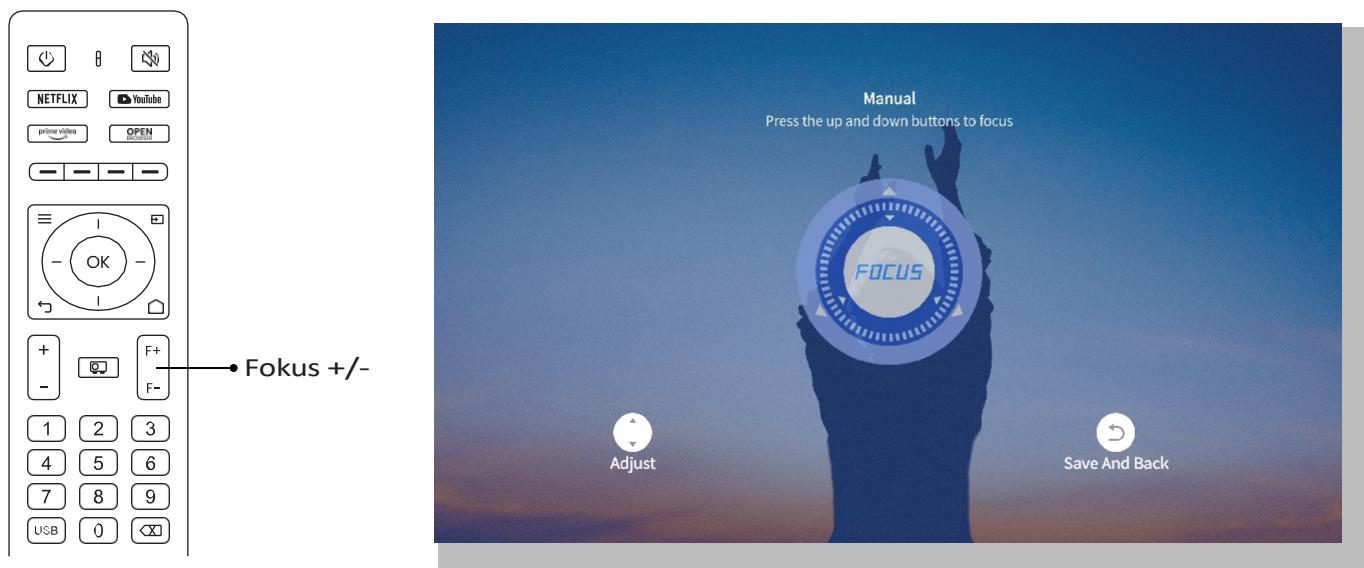 NETFLIX
YouTube
prime video
OPEN
BROWSER
OK
+
F+
-
F-
Fokus +/-
1 2 3
4 5 6
7 8 9
USB 0
Manual
Press the up and down buttons to focus
FOCUS
Adjust
Save And Back